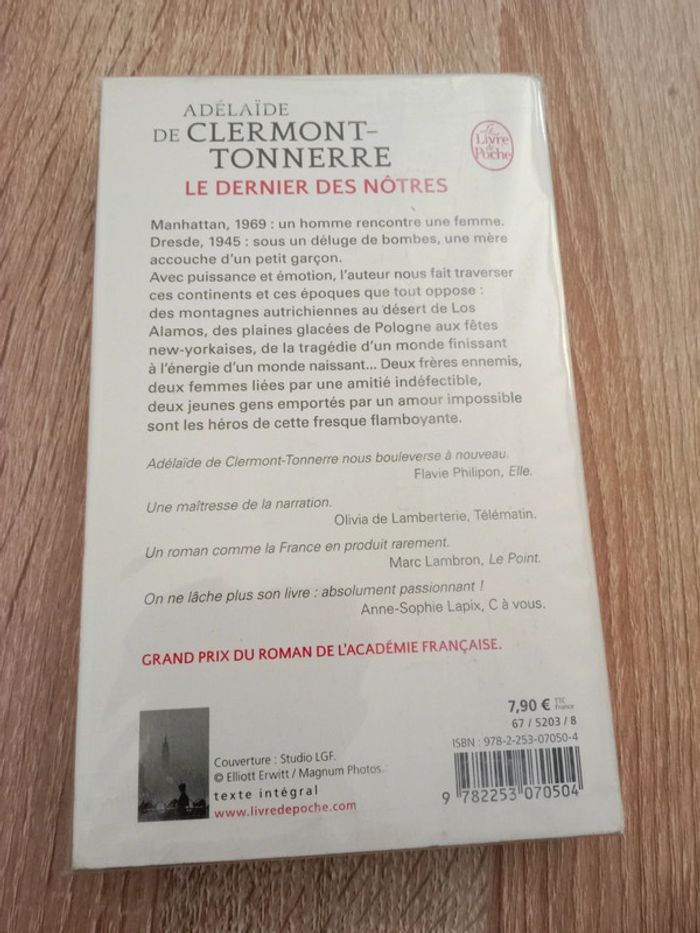 ADÉLAÏDE
DE CLERMONT-
TONNERRE
LE DERNIER DES NÔTRES
Le
Livre
de
Poche
Manhattan, 1969 : un homme rencontre une femme.
Dresde, 1945 : sous un déluge de bombes, une mère
accouche d'un petit garçon.
Avec puissance et émotion, l'auteur nous fait traverser
ces continents et ces époques que tout oppose :
des montagnes autrichiennes au désert de Los
Alamos, des plaines glacées de Pologne aux fêtes
new-yorkaises, de la tragédie d'un monde finissant
à l'énergie d'un monde naissant... Deux frères ennemis,
deux femmes liées par une amitié indéfectible,
deux jeunes gens emportés par un amour impossible
sont les héros de cette fresque flamboyante.
Adélaïde de Clermont-Tonnerre nous bouleverse à nouveau.
Flavie Philipon, Elle.
Une maîtresse de la narration.
Olivia de Lamberterie, Télématin.
Un roman comme la France en produit rarement.
Marc Lambron, Le Point.
On ne lâche plus son livre : absolument passionnant !
Anne-Sophie Lapix, C à vous.
GRAND PRIX DU ROMAN DE L'ACADÉMIE FRANÇAISE.
7,90 € TTC France
67 / 5203 / 8
ISBN : 978-2-253-07050-4
Couverture : Studio LGF.
© Elliott Erwitt / Magnum Photos.
texte intégral
www.livredepoche.com
9 782253 070504